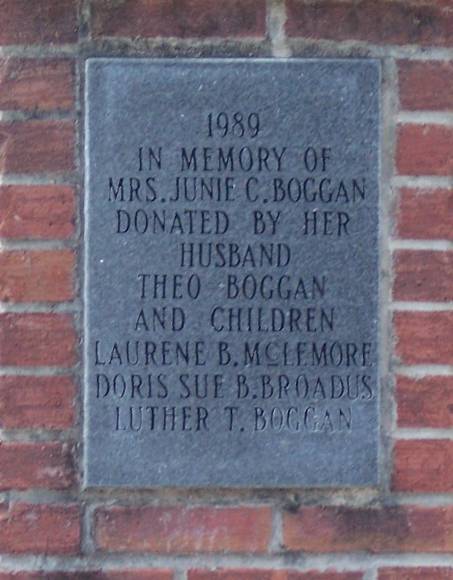 1989
IN MEMORY OF
MRS. JUNIE C. BOGGAN
DONATED BY HER
HUSBAND
THEO BOGGAN
AND CHILDREN
LAURENE B. McLEMORE
DORIS SUE B. BROADUS
LUTHER T. BOGGAN